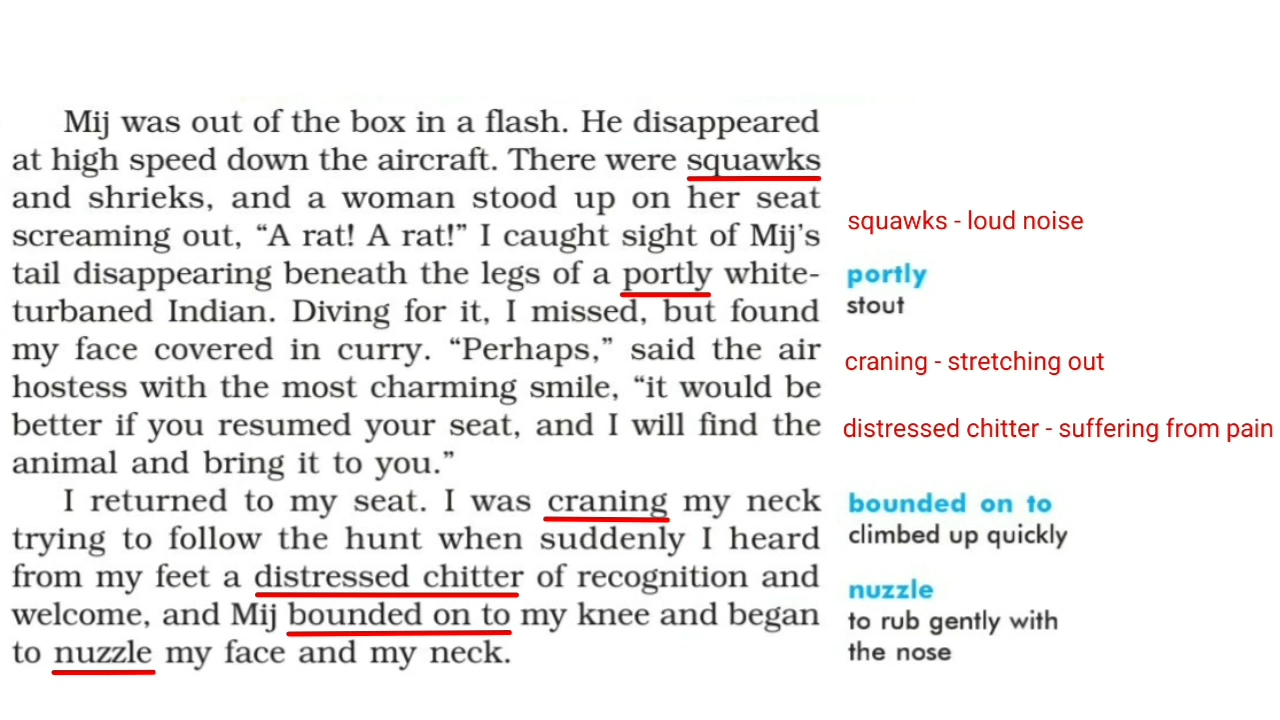 Mij was out of the box in a flash. He disappeared
at high speed down the aircraft. There were squawks
and shrieks, and a woman stood up on her seat
screaming out, “A rat! A rat!” I caught sight of Mij’s
tail disappearing beneath the legs of a portly white-
turbaned Indian. Diving for it, I missed, but found
my face covered in curry. “Perhaps,” said the air
hostess with the most charming smile, “it would be
better if you resumed your seat, and I will find the
animal and bring it to you.”
I returned to my seat. I was craning my neck
trying to follow the hunt when suddenly I heard
from my feet a distressed chitter of recognition and
welcome, and Mij bounded on to my knee and began
to nuzzle my face and my neck.
squawks - loud noise
portly
stout
craning - stretching out
distressed chitter - suffering from pain
bounded on to
climbed up quickly
nuzzle
to rub gently with
the nose